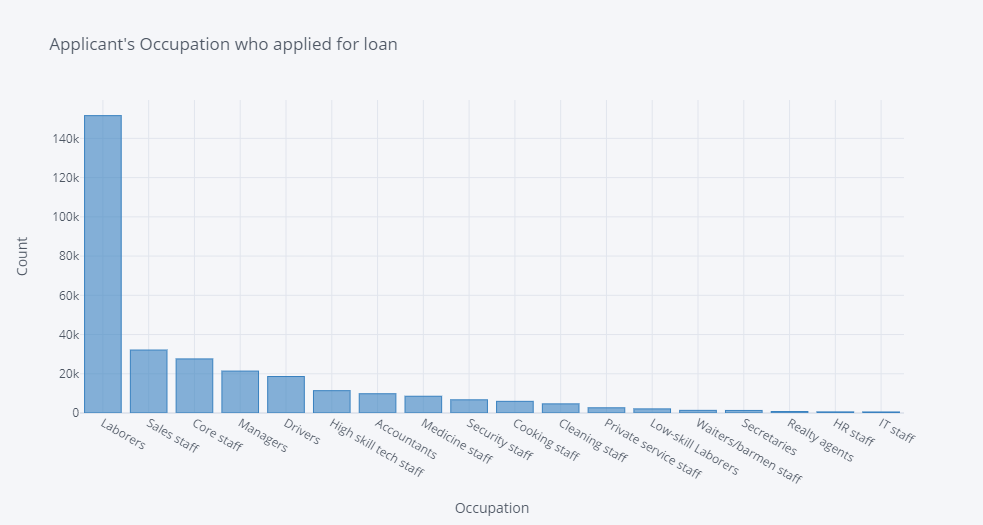 Applicant's Occupation who applied for loan
Count
140k
120k
100k
80k
60k
40k
20k
0
Laborers
Sales staff
Core staff
Managers
Drivers
High skill tech staff
Accountants
Medicine staff
Security staff
Cooking staff
Cleaning staff
Private service staff
Low-skill Laborers
Waiters/barmen staff
Secretaries
Realty agents
HR staff
IT staff
Occupation